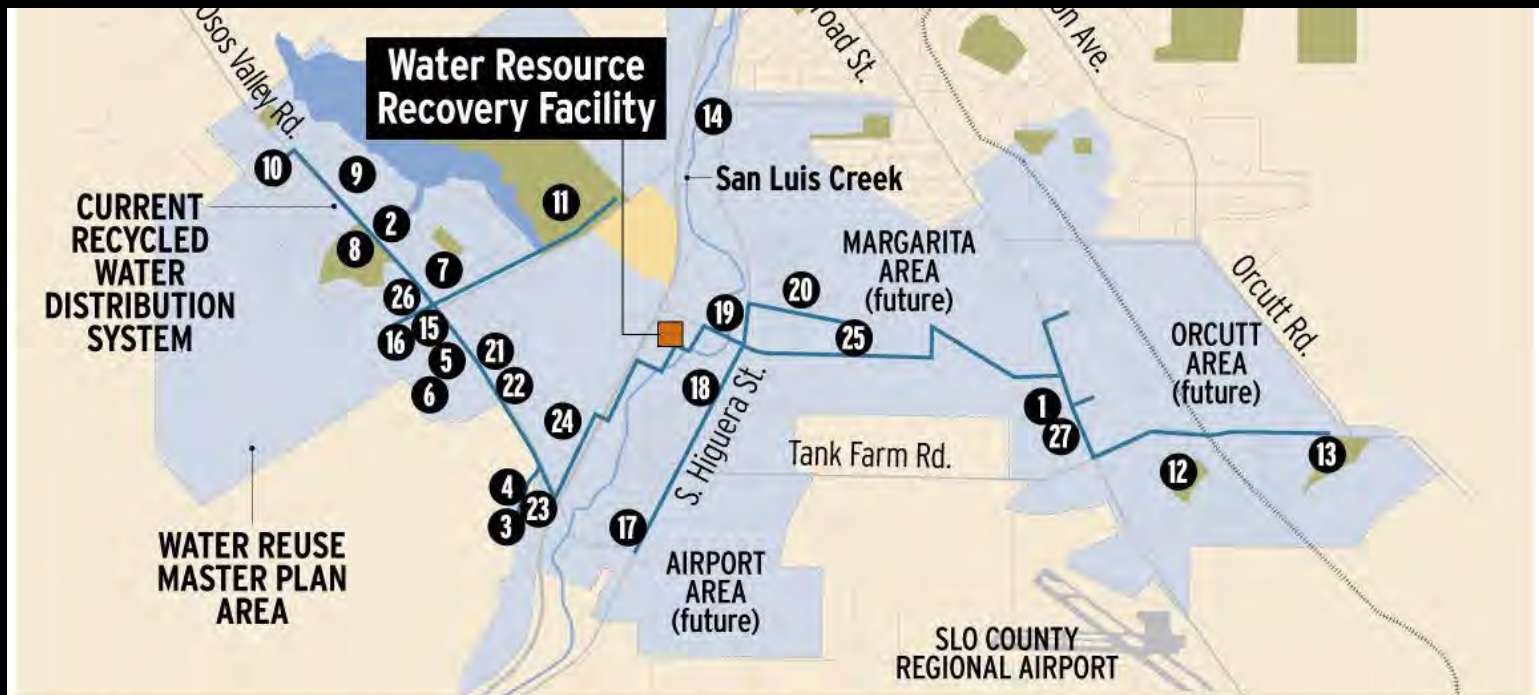 Osos Valley Rd.
Water Resource
Recovery Facility
road St.
on Ave.
14
10
9
San Luis Creek
11
CURRENT
RECYCLED
WATER
DISTRIBUTION
SYSTEM
2
8
7
26
15
16
5
6
21
22
24
4
23
3
MARGARITA
AREA
(future)
20
19
25
18
S. Higuera St.
17
Orcutt Rd.
ORCUTT
AREA
(future)
1
27
Tank Farm Rd.
12
13
WATER REUSE
MASTER PLAN
AREA
AIRPORT
AREA
(future)
SLO COUNTY
REGIONAL AIRPORT